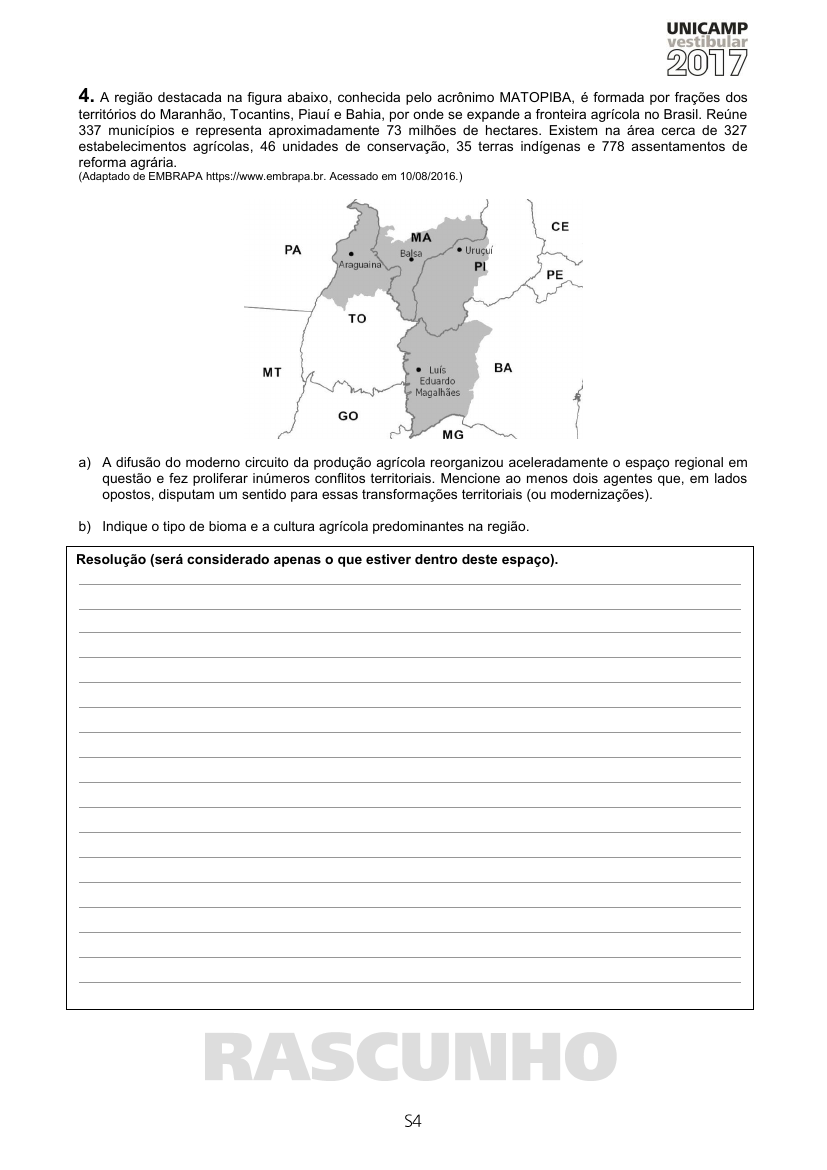 UNICAMP
vestibular
2017
4. A região destacada na figura abaixo, conhecida pelo acrônimo MATOPIBA, é formada por frações dos
territórios do Maranhão, Tocantins, Piauí e Bahia, por onde se expande a fronteira agrícola no Brasil. Reúne
337 municípios e representa aproximadamente 73 milhões de hectares. Existem na área cerca de 327
estabelecimentos agrícolas, 46 unidades de conservação, 35 terras indígenas e 778 assentamentos de
reforma agrária.
(Adaptado de EMBRAPA https://www.embrapa.br. Acessado em 10/08/2016.)
CE
MA
PA
Balsa
Uruçuí
Araguaína
PI
PE
TO
MT
Luís
Eduardo
Magalhães
BA
GO
MG
a) A difusão do moderno circuito da produção agrícola reorganizou aceleradamente o espaço regional em
questão e fez proliferar inúmeros conflitos territoriais. Mencione ao menos dois agentes que, em lados
opostos, disputam um sentido para essas transformações territoriais (ou modernizações).
b) Indique o tipo de bioma e a cultura agrícola predominantes na região.
Resolução (será considerado apenas o que estiver dentro deste espaço).
RASCUNHO
S4